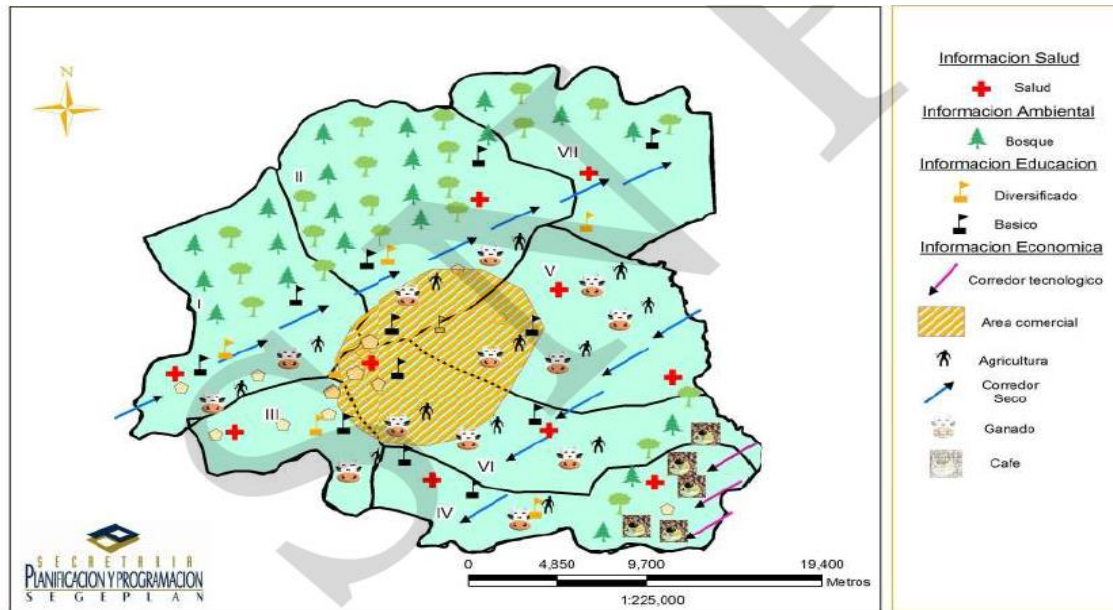 N
VII
II
V
I
III
VI
IV
SECRETARIA
PLANIFICACION Y PROGRAMACION
SEGEPLAN
0 4,850 9,700 19,400
Metros
1:225,000
Informacion Salud
Salud
Informacion Ambiental
Bosque
Informacion Educacion
Diversificado
Basico
Informacion Economica
Corredor tecnologico
Area comercial
Agricultura
Corredor
Seco
Ganado
Cafe